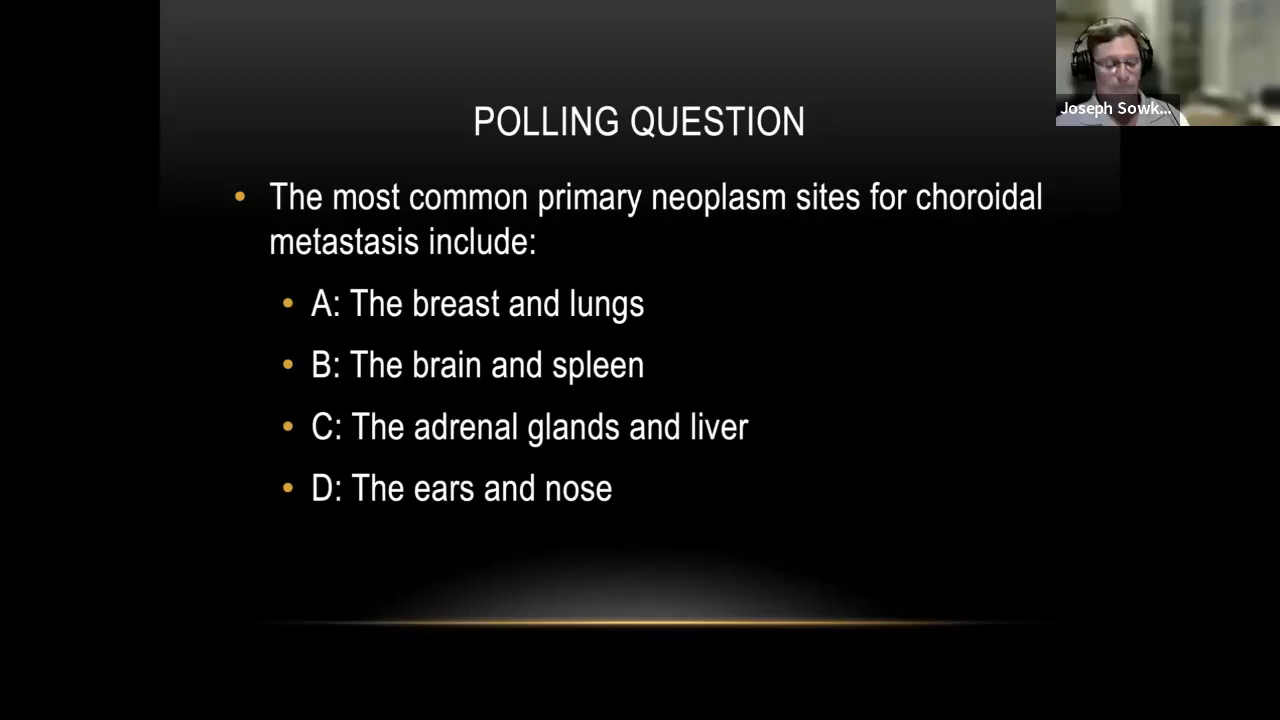 POLLING QUESTION
• The most common primary neoplasm sites for choroidal
metastasis include:
• A: The breast and lungs
• B: The brain and spleen
• C: The adrenal glands and liver
• D: The ears and nose
Joseph Sowk...